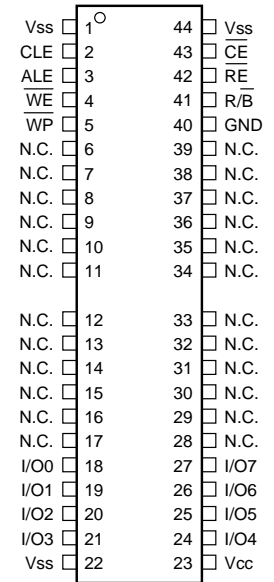 Vss 1 44 Vss
CLE 2 43 CE
ALE 3 42 RE
WE 4 41 R/B
WP 5 40 GND
N.C. 6 39 N.C.
N.C. 7 38 N.C.
N.C. 8 37 N.C.
N.C. 9 36 N.C.
N.C. 10 35 N.C.
N.C. 11 34 N.C.
N.C. 12 33 N.C.
N.C. 13 32 N.C.
N.C. 14 31 N.C.
N.C. 15 30 N.C.
N.C. 16 29 N.C.
N.C. 17 28 N.C.
I/O0 18 27 I/O7
I/O1 19 26 I/O6
I/O2 20 25 I/O5
I/O3 21 24 I/O4
Vss 22 23 Vcc